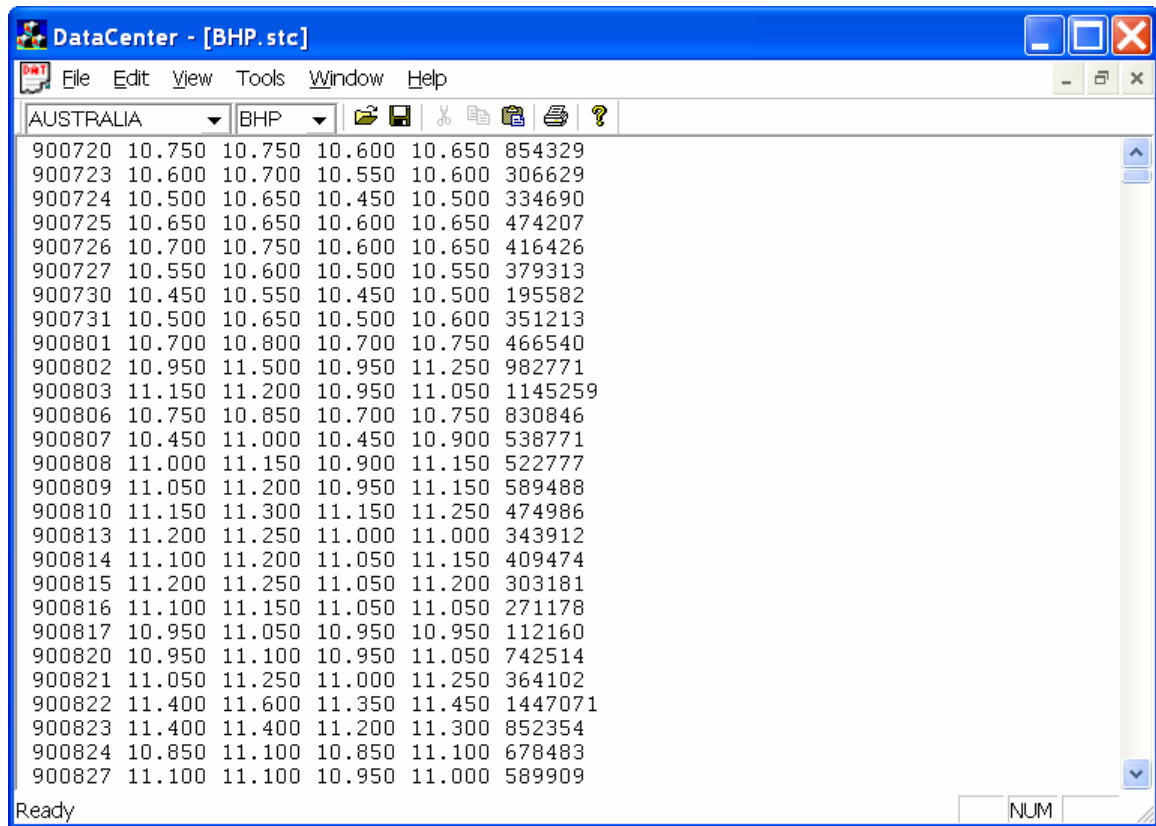 DataCenter - [BHP.stc]
DAT File Edit View Tools Window Help
AUSTRALIA BHP ?
900720 10.750 10.750 10.600 10.650 854329
900723 10.600 10.700 10.550 10.600 306629
900724 10.500 10.650 10.450 10.500 334690
900725 10.650 10.650 10.600 10.650 474207
900726 10.700 10.750 10.600 10.650 416426
900727 10.550 10.600 10.500 10.550 379313
900730 10.450 10.550 10.450 10.500 195582
900731 10.500 10.650 10.500 10.600 351213
900801 10.700 10.800 10.700 10.750 466540
900802 10.950 11.500 10.950 11.250 982771
900803 11.150 11.200 10.950 11.050 1145259
900806 10.750 10.850 10.700 10.750 830846
900807 10.450 11.000 10.450 10.900 538771
900808 11.000 11.150 10.900 11.150 522777
900809 11.050 11.200 10.950 11.150 589488
900810 11.150 11.300 11.150 11.250 474986
900813 11.200 11.250 11.000 11.000 343912
900814 11.100 11.200 11.050 11.150 409474
900815 11.200 11.250 11.050 11.200 303181
900816 11.100 11.150 11.050 11.050 271178
900817 10.950 11.050 10.950 10.950 112160
900820 10.950 11.100 10.950 11.050 742514
900821 11.050 11.250 11.000 11.250 364102
900822 11.400 11.600 11.350 11.450 1447071
900823 11.400 11.400 11.200 11.300 852354
900824 10.850 11.100 10.850 11.100 678483
900827 11.100 11.100 10.950 11.000 589909
Ready NUM